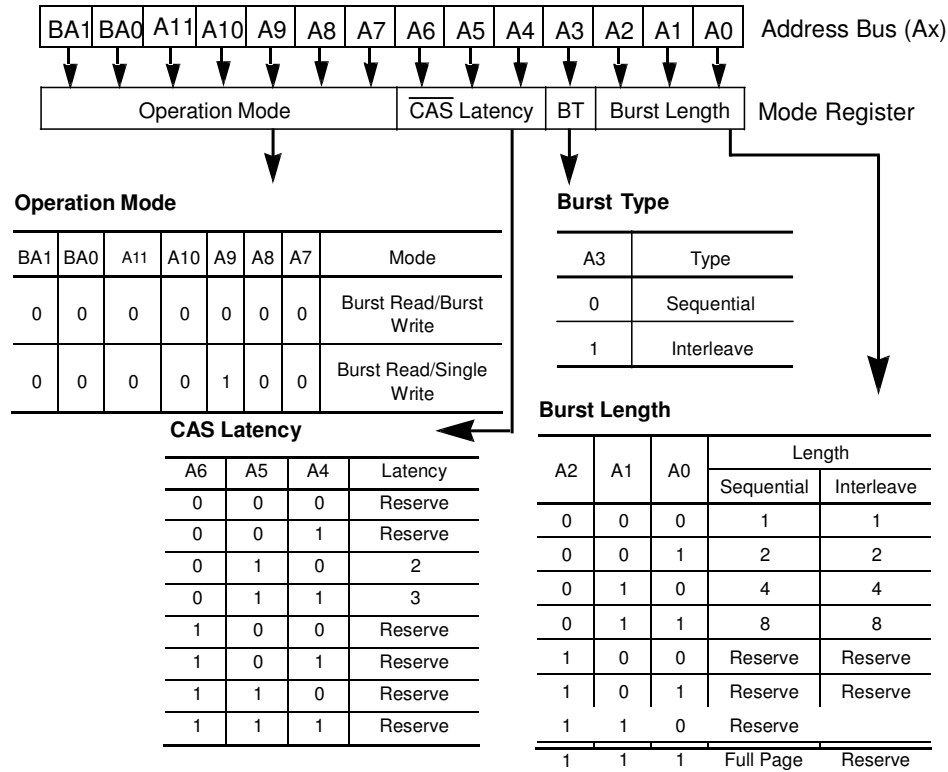 BA1 BA0 A11 A10 A9 A8 A7 A6 A5 A4 A3 A2 A1 A0 Address Bus (Ax)
Operation Mode CAS Latency BT Burst Length Mode Register
Operation Mode
BA1 BA0 A11 A10 A9 A8 A7 Mode
0 0 0 0 0 0 0 Burst Read/Burst
Write
0 0 0 0 1 0 0 Burst Read/Single
Write
Burst Type
A3 Type
0 Sequential
1 Interleave
CAS Latency
A6 A5 A4 Latency
0 0 0 Reserve
0 0 1 Reserve
0 1 0 2
0 1 1 3
1 0 0 Reserve
1 0 1 Reserve
1 1 0 Reserve
1 1 1 Reserve
Burst Length
A2 A1 A0 Length
Sequential Interleave
0 0 0 1 1
0 0 1 2 2
0 1 0 4 4
0 1 1 8 8
1 0 0 Reserve Reserve
1 0 1 Reserve Reserve
1 1 0 Reserve
1 1 1 Full Page Reserve